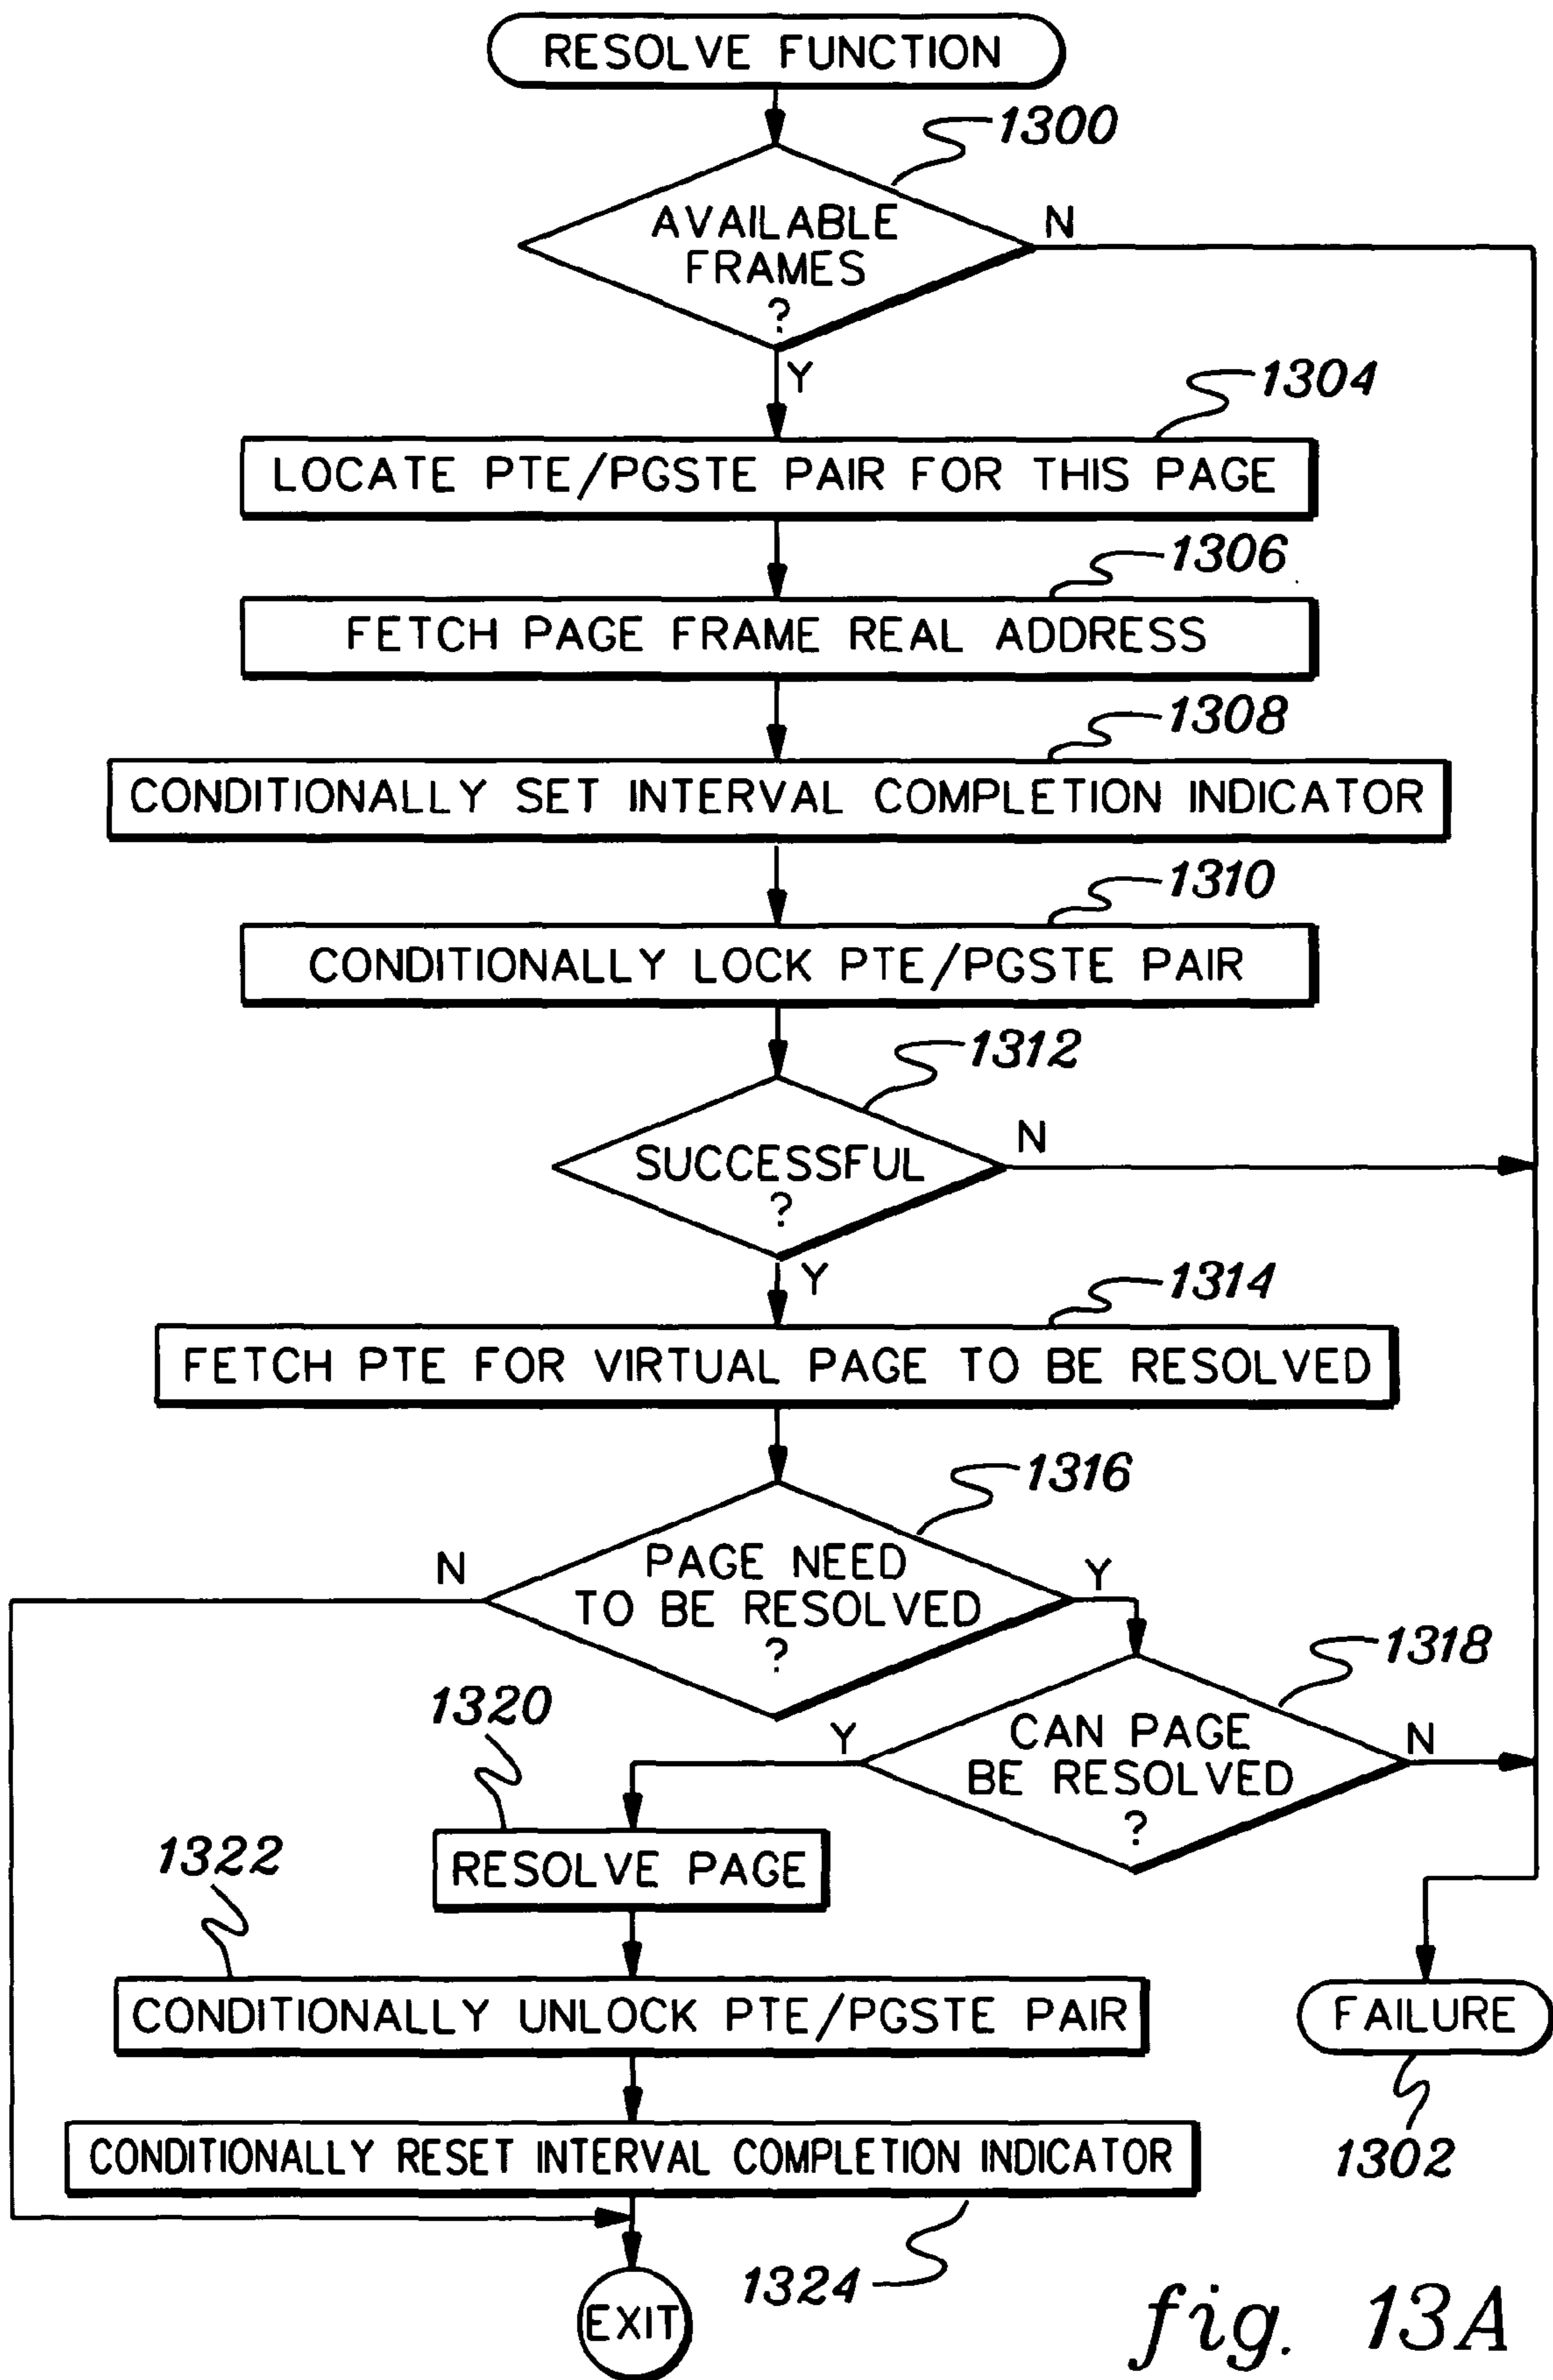 RESOLVE FUNCTION
1300
AVAILABLE
FRAMES
?
N
Y
1304
LOCATE PTE/PGSTE PAIR FOR THIS PAGE
1306
FETCH PAGE FRAME REAL ADDRESS
1308
CONDITIONALLY SET INTERVAL COMPLETION INDICATOR
1310
CONDITIONALLY LOCK PTE/PGSTE PAIR
1312
SUCCESSFUL
?
N
Y
1314
FETCH PTE FOR VIRTUAL PAGE TO BE RESOLVED
1316
N
PAGE NEED
TO BE RESOLVED
?
Y
1318
1320
Y
CAN PAGE
BE RESOLVED
?
N
1322
RESOLVE PAGE
CONDITIONALLY UNLOCK PTE/PGSTE PAIR
FAILURE
1302
CONDITIONALLY RESET INTERVAL COMPLETION INDICATOR
1324
EXIT
fig. 13A